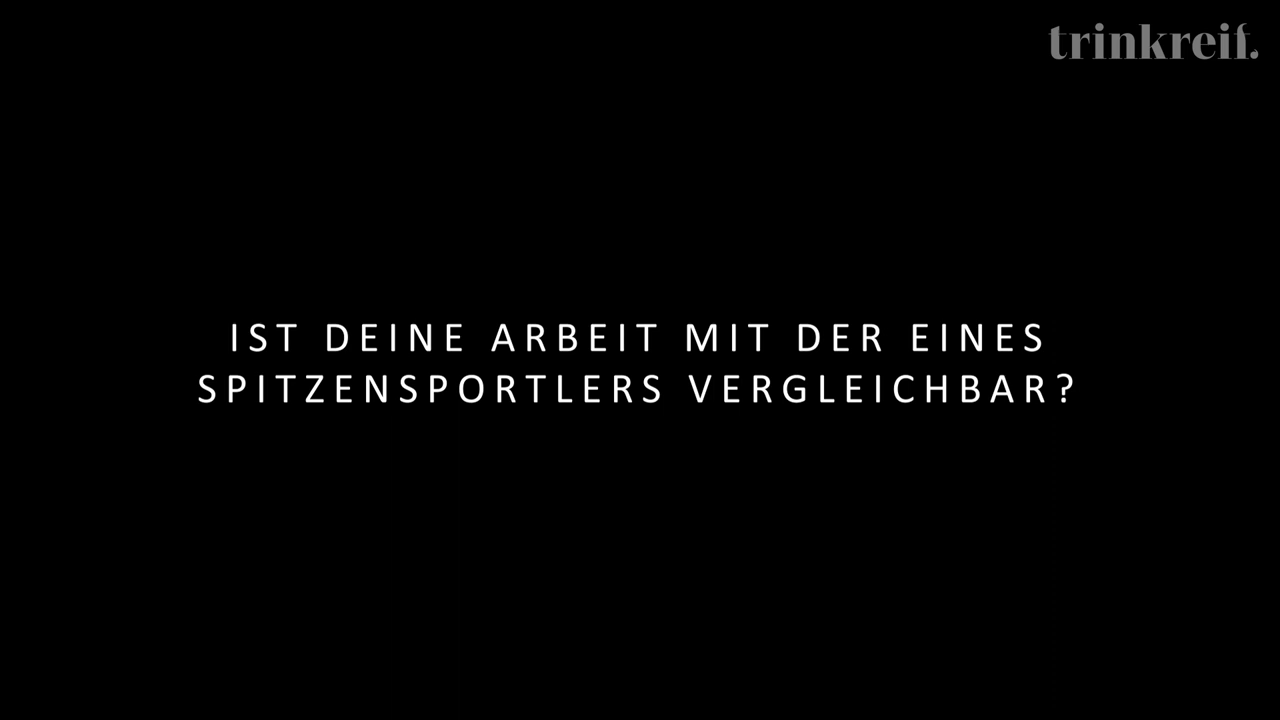 trinkreif.
IST DEINE ARBEIT MIT DER EINES
SPITZENSPORTLERS VERGLEICHBAR?